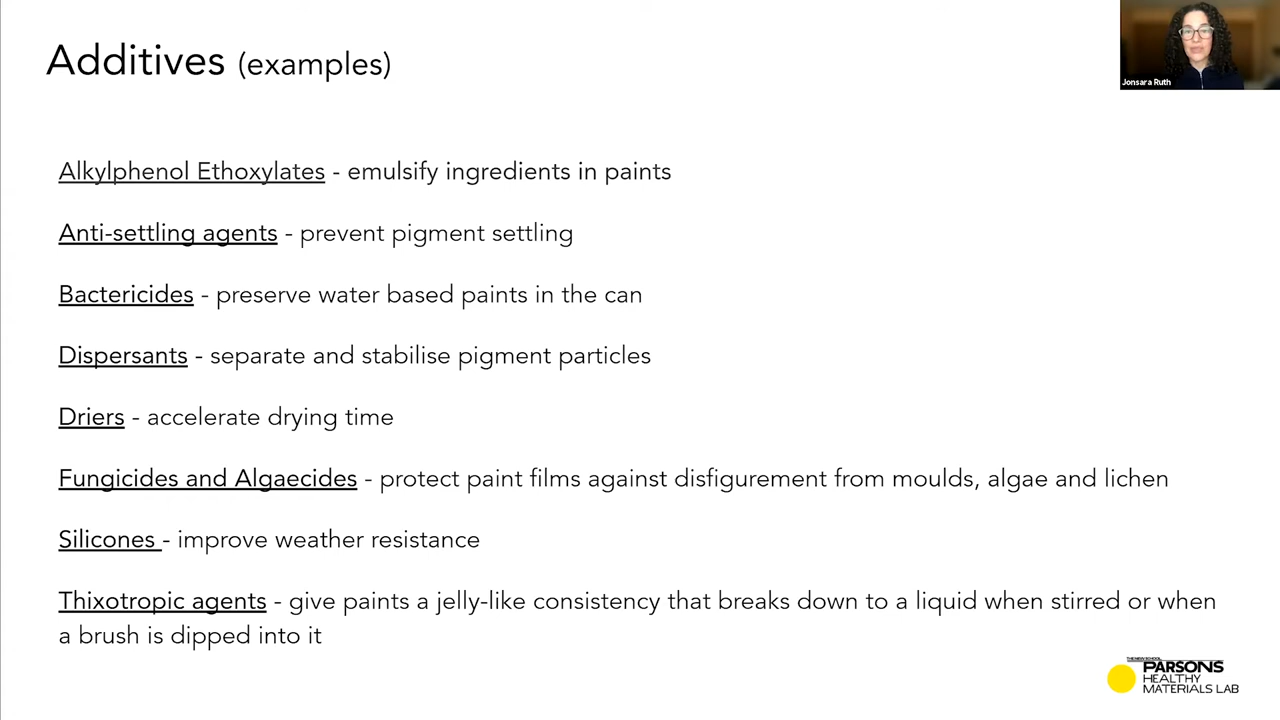 Additives (examples)
Jonsara Ruth
Alkylphenol Ethoxylates - emulsify ingredients in paints
Anti-settling agents - prevent pigment settling
Bactericides - preserve water based paints in the can
Dispersants - separate and stabilise pigment particles
Driers - accelerate drying time
Fungicides and Algaecides - protect paint films against disfigurement from moulds, algae and lichen
Silicones - improve weather resistance
Thixotropic agents - give paints a jelly-like consistency that breaks down to a liquid when stirred or when
a brush is dipped into it
THE NEW SCHOOL
PARSONS
HEALTHY
MATERIALS LAB